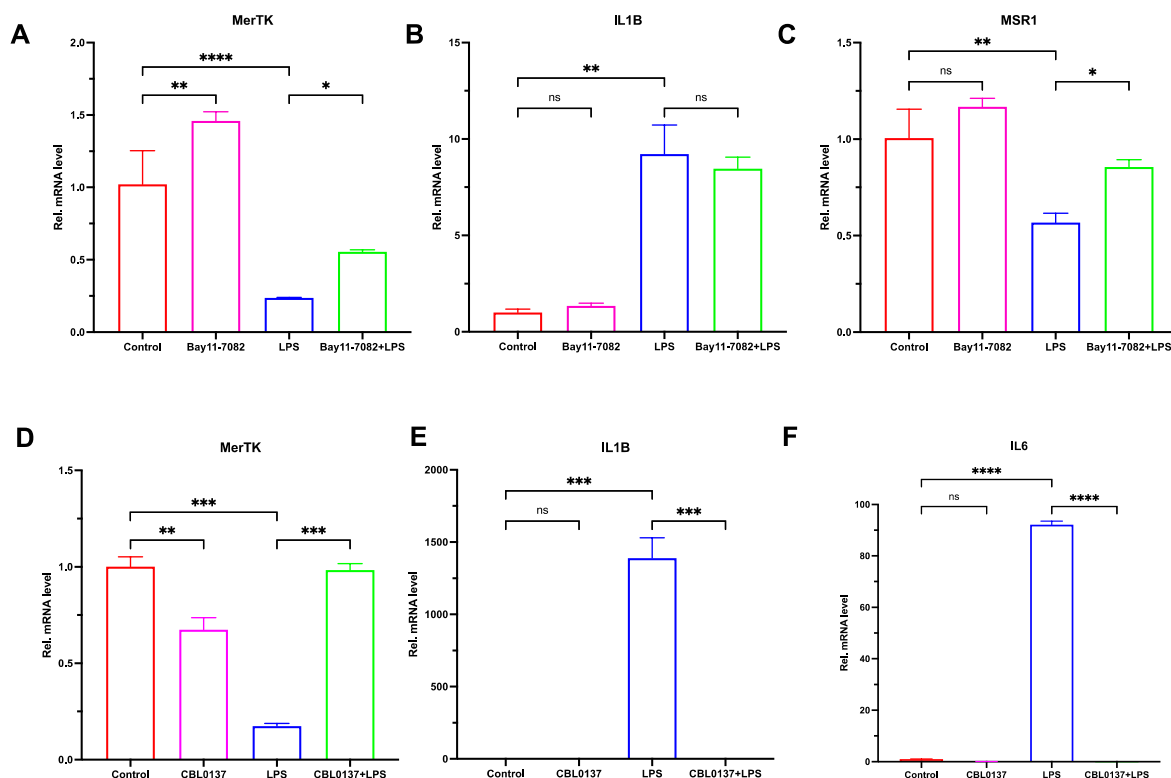 A
MerTK
Rel. mRNA level
2.0
1.5
1.0
0.5
0.0
****
**
*
Control
Bay11-7082
LPS
Bay11-7082+LPS
B
IL1B
Rel. mRNA level
15
10
5
0
**
ns
ns
Control
Bay11-7082
LPS
Bay11-7082+LPS
C
MSR1
Rel. mRNA level
1.5
1.0
0.5
0.0
**
ns
*
Control
Bay11-7082
LPS
Bay11-7082+LPS
D
MerTK
Rel. mRNA level
1.5
1.0
0.5
0.0
***
**
***
Control
CBL0137
LPS
CBL0137+LPS
E
IL1B
Rel. mRNA level
2000
1750
1500
1250
1000
750
500
250
0
***
ns
***
Control
CBL0137
LPS
CBL0137+LPS
F
IL6
Rel. mRNA level
100
80
60
40
20
0
****
ns
****
Control
CBL0137
LPS
CBL0137+LPS